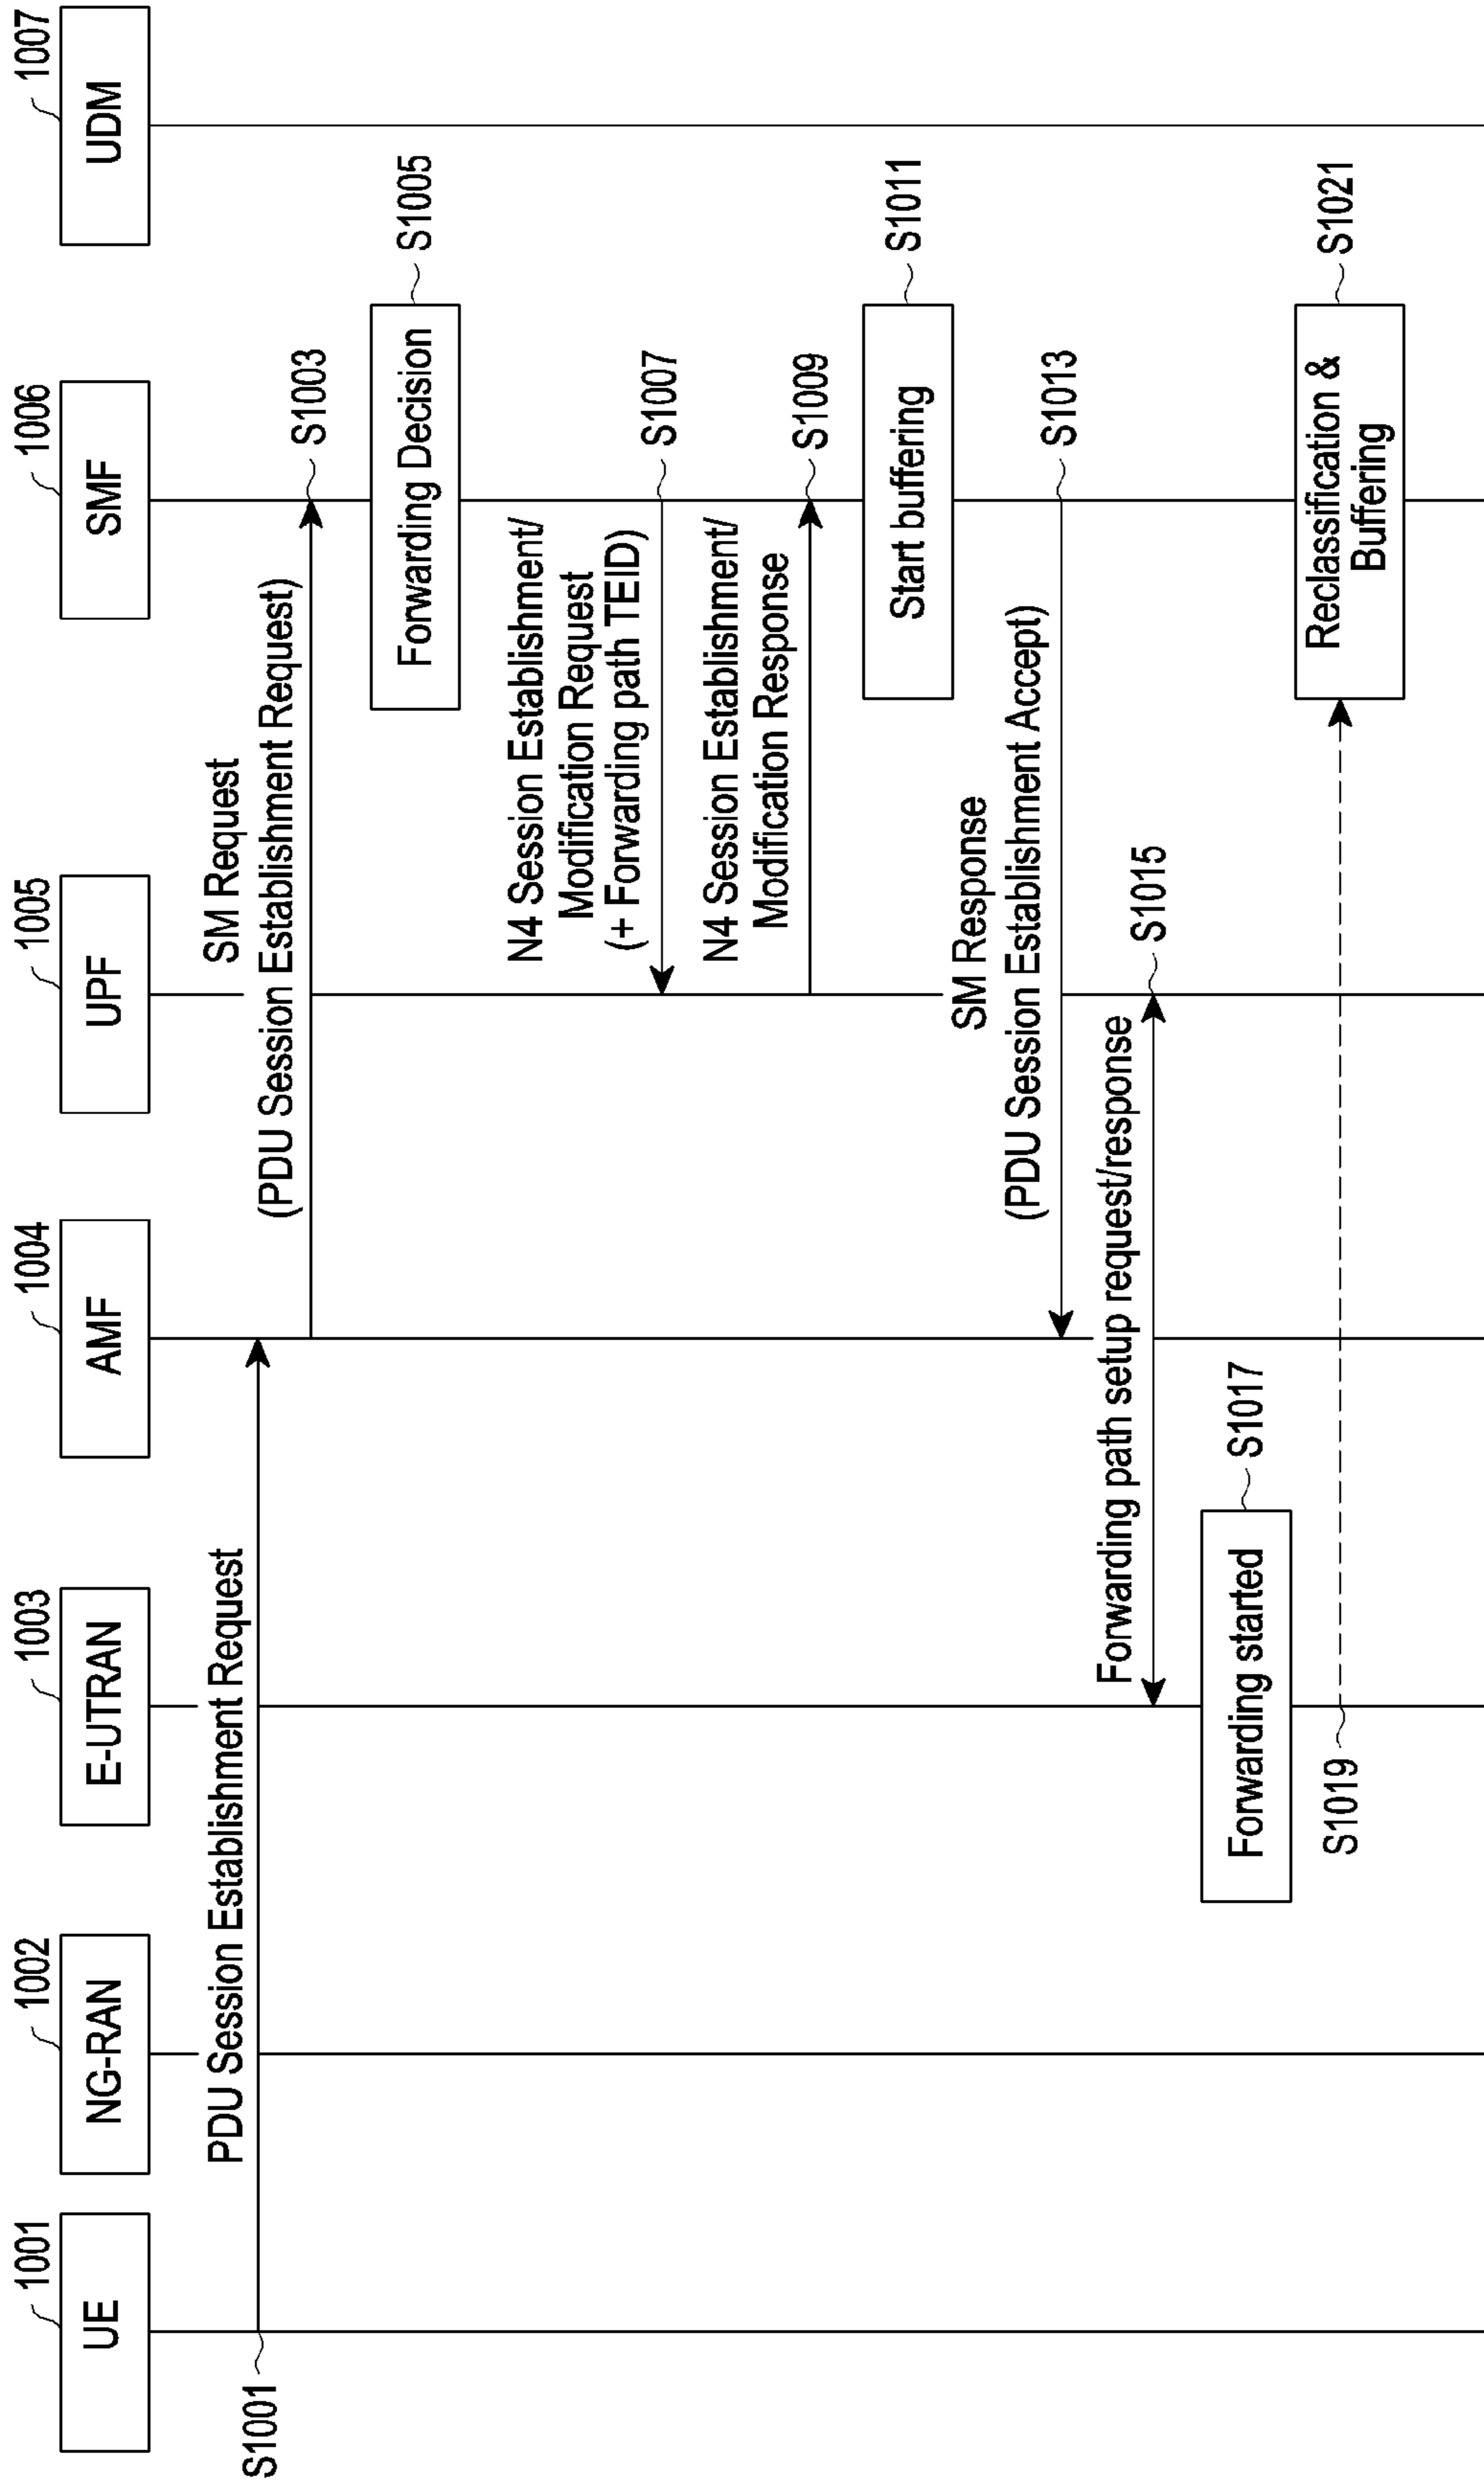 1001
1002
1003
1004
1005
1006
1007
UE
NG-RAN
E-UTRAN
AMF
UPF
SMF
UDM
S1001
PDU Session Establishment Request
SM Request
(PDU Session Establishment Request)
S1003
Forwarding Decision
S1005
N4 Session Establishment/
Modification Request
(+ Forwarding path TEID)
S1007
N4 Session Establishment/
Modification Response
S1009
Start buffering
S1011
SM Response
(PDU Session Establishment Accept)
S1013
Forwarding path setup request/response
S1015
Forwarding started
S1017
S1019
Reclassification &
Buffering
S1021